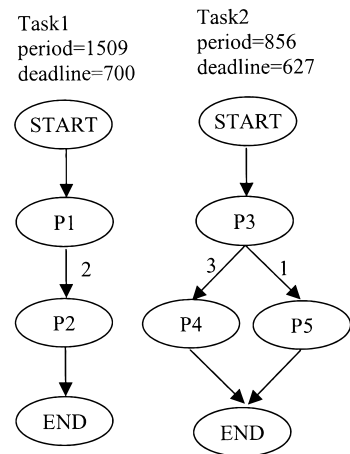 Task1
period=1509
deadline=700
START
P1
2
P2
END
Task2
period=856
deadline=627
START
P3
3
1
P4
P5
END